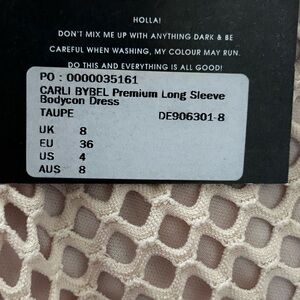 HOLLA!
DON'T MIX ME UP WITH ANYTHING DARK & BE
CAREFUL WHEN WASHING, MY COLOUR MAY RUN.
DO THIS AND EVERYTHING IS ALL GOOD!
PO : 0000035161
CARLI BYBEL Premium Long Sleeve
Bodycon Dress
TAUPE DE906301-8
UK 8
EU 36
US 4
AUS 8